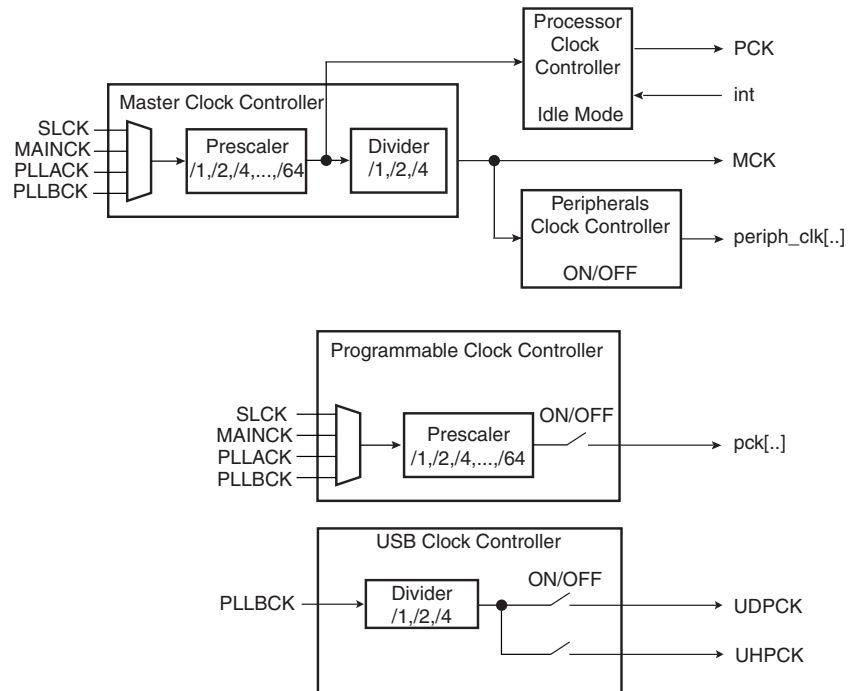 Processor
Clock
Controller
Idle Mode
PCK
int
Master Clock Controller
SLCK
MAINCK
PLLACK
PLLBCK
Prescaler
/1,/2,/4,...,/64
Divider
/1,/2,/4
MCK
Peripherals
Clock Controller
ON/OFF
periph_clk[..]
Programmable Clock Controller
SLCK
MAINCK
PLLACK
PLLBCK
Prescaler
/1,/2,/4,...,/64
ON/OFF
pck[..]
USB Clock Controller
PLLBCK
Divider
/1,/2,/4
ON/OFF
UDPCK
UHPCK